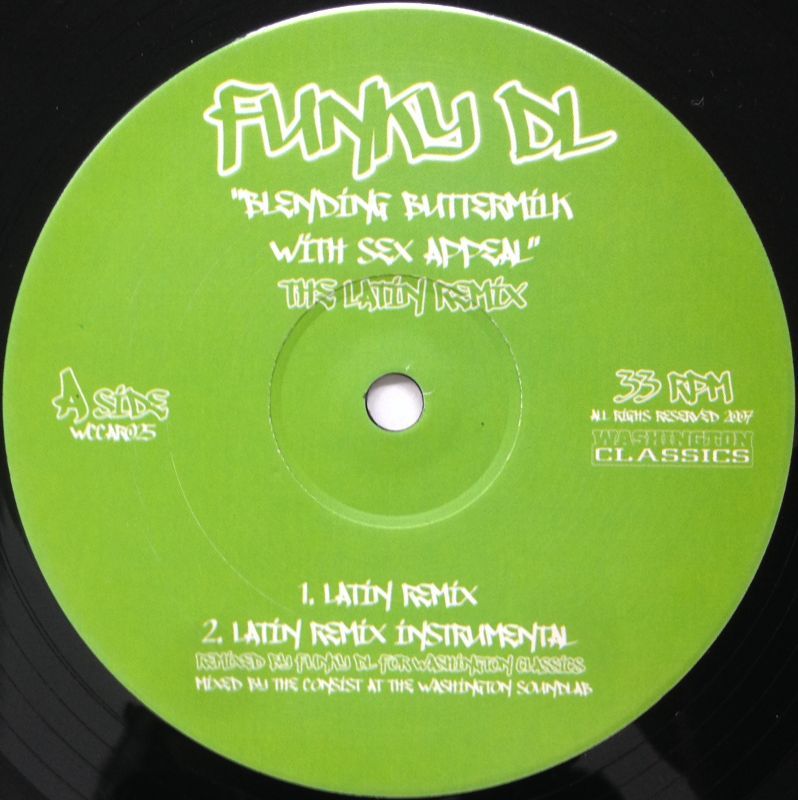 FUNKY DL
"BLENDING BUTTERMILK
WITH SEX APPEAL"
THE LATIN REMIX
A SIDE
WCCAR025
33 RPM
ALL RIGHS RESERVED 2007
WASHINGTON
CLASSICS
1. LATIN REMIX
2. LATIN REMIX INSTRUMENTAL
REMIXED BY FUNKY DL FOR WASHINGTON CLASSICS
MIXED BY THE CONSIST AT THE WASHINGTON SOUNDLAB